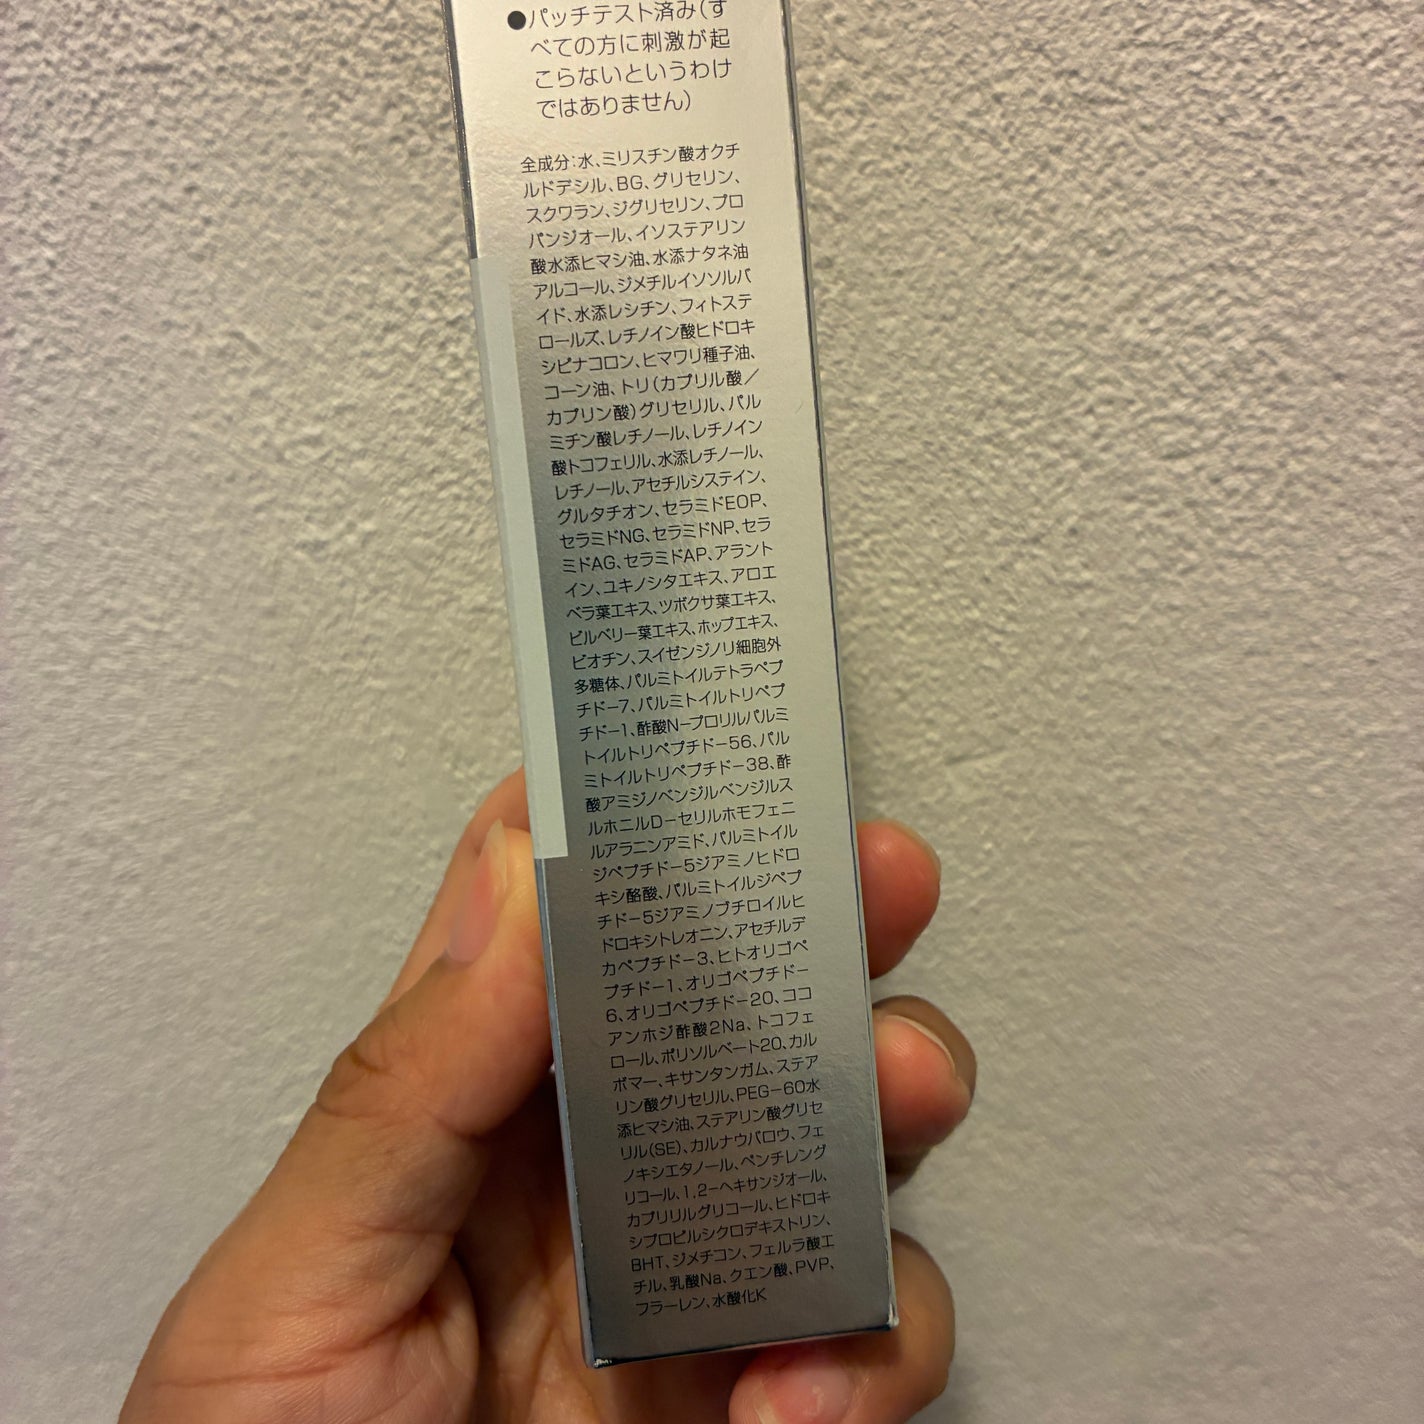 ●パッチテスト済み(す
べての方に刺激が起
こらないというわけ
ではありません)
全成分:水、ミリスチン酸オクチ
ルドデシル、BG、グリセリン、
スクワラン、ジグリセリン、プロ
パンジオール、イソステアリン
酸水添ヒマシ油、水添ナタネ油
アルコール、ジメチルイソソルバ
イド、水添レシチン、フィトステ
ロールズ、レチノイン酸ヒドロキ
シピナコロン、ヒマワリ種子油、
コーン油、トリ(カプリル酸/
カプリン酸)グリセリル、パル
ミチン酸レチノール、レチノイン
酸トコフェリル、水添レチノール、
レチノール、アセチルシステイン、
グルタチオン、セラミドEOP、
セラミドNG、セラミドNP、セラ
ミドAG、セラミドAP、アラント
イン、ユキノシタエキス、アロエ
ベラ葉エキス、ツボクサ葉エキス、
ビルベリー葉エキス、ホップエキス、
ビオチン、スイゼンジノリ細胞外
多糖体、パルミトイルテトラペプ
チド-7、パルミトイルトリペプ
チド-1、酢酸N-プロリルパルミ
トイルトリペプチド-56、パル
ミトイルトリペプチド-38、酢
酸アミジノベンジルベンジルス
ルホニルD-セリルホモフェニ
ルアラニンアミド、パルミトイル
ジペプチド-5ジアミノヒドロ
キシ酪酸、パルミトイルジペプ
チド-5ジアミノブチロイルヒ
ドロキシトレオニン、アセチルデ
カペプチド-3、ヒトオリゴペ
プチド-1、オリゴペプチド-
6、オリゴペプチド-20、ココ
アンホジ酢酸2Na、トコフェ
ロール、ポリソルベート20、カル
ボマー、キサンタンガム、ステア
リン酸グリセリル、PEG-60水
添ヒマシ油、ステアリン酸グリセ
リル(SE)、カルナウバロウ、フェ
ノキシエタノール、ペンチレング
リコール、1,2-ヘキサンジオール、
カプリリルグリコール、ヒドロキ
シプロピルシクロデキストリン、
BHT、ジメチコン、フェルラ酸エ
チル、乳酸Na、クエン酸、PVP、
フラーレン、水酸化K